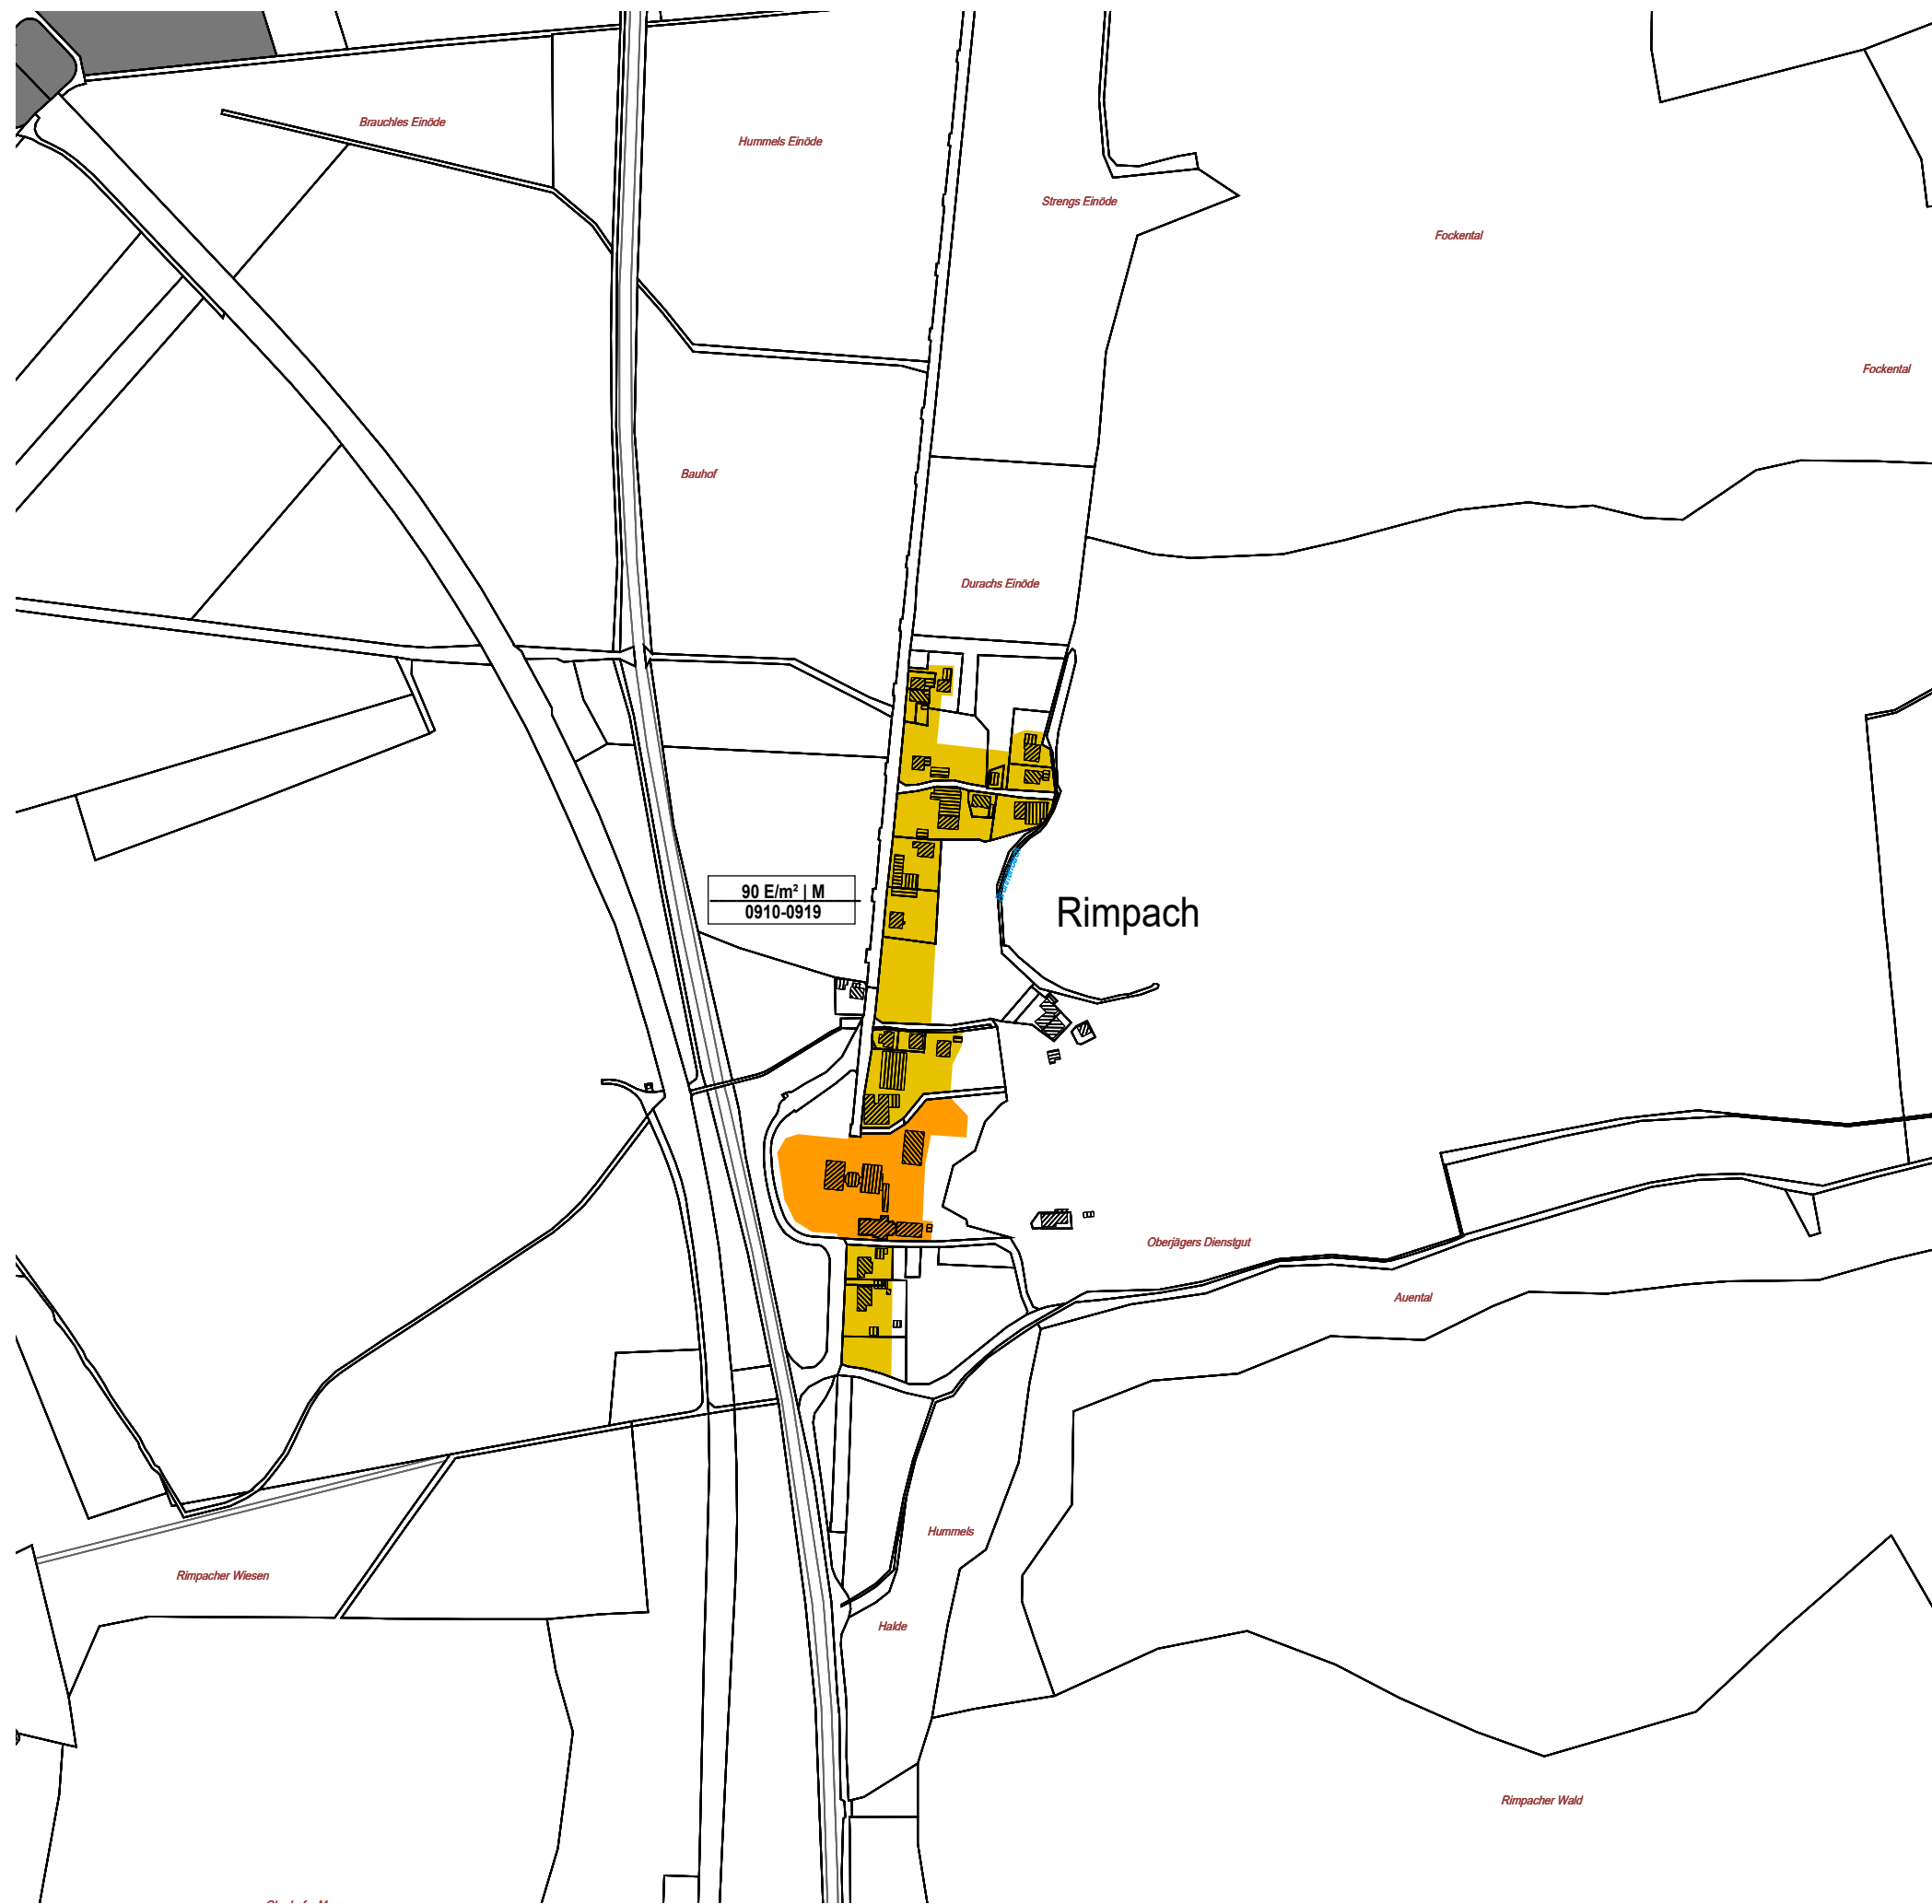 Brauchles Einöde
Hummels Einöde
Strengs Einöde
Fockental
Fockental
Bauhof
Durachs Einöde
90 E/m² | M
0910-0919
Rimpach
Oberjägers Dienstgut
Auental
Hummels
Rimpacher Wiesen
Halde
Rimpacher Wald